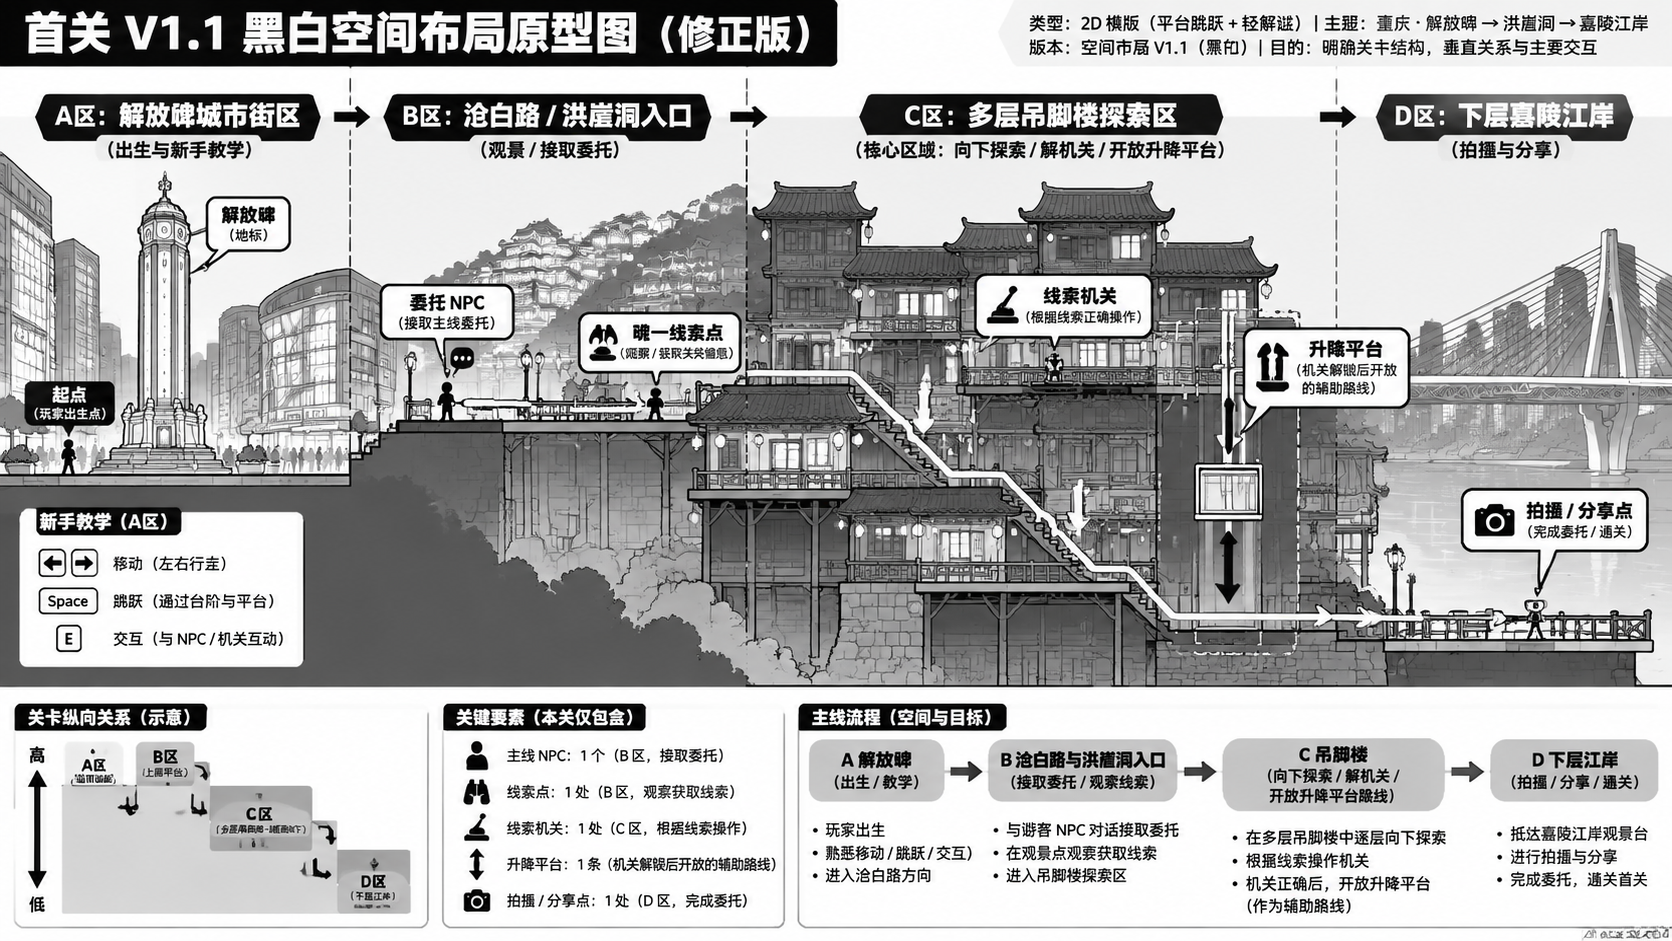 首关 V1.1 黑白空间布局原型图（修正版）
类型：2D 横版（平台跳跃 + 轻解谜）| 主题：重庆 · 解放碑 → 洪崖洞 → 嘉陵江岸
版本：空间布局 V1.1（黑白）| 目的：明确关卡结构，垂直关系与主要交互
A区：解放碑城市街区
（出生与新手教学）
B区：沧白路 / 洪崖洞入口
（观景 / 接取委托）
C区：多层吊脚楼探索区
（核心区域：向下探索 / 解机关 / 开放升降平台）
D区：下层嘉陵江岸
（拍摄与分享）
解放碑
（地标）
委托 NPC
（接取主线委托）
唯一线索点
线索机关
（根据线索正确操作）
升降平台
（机关解锁后开放
的辅助路线）
起点
（玩家出生点）
拍摄 / 分享点
（完成委托 / 通关）
新手教学（A区）
移动（左右行走）
Space
跳跃（通过台阶与平台）
E
交互（与 NPC / 机关互动）
关卡纵向关系（示意）
高
低
A区
B区
（上层平台）
C区
D区
（下层江岸）
关键要素（本关仅包含）
主线 NPC：1 个（B 区，接取委托）
线索点：1 处（B 区，观察获取线索）
线索机关：1 处（C 区，根据线索操作）
升降平台：1 条（机关解锁后开放的辅助路线）
拍摄 / 分享点：1 处（D 区，完成委托）
主线流程（空间与目标）
A 解放碑
（出生 / 教学）
B 沧白路与洪崖洞入口
（接取委托 / 观察线索）
C 吊脚楼
（向下探索 / 解机关 /
开放升降平台路线）
D 下层江岸
（拍摄 / 分享 / 通关）
• 玩家出生
• 熟悉移动 / 跳跃 / 交互）
• 进入沧白路方向
• 与游客 NPC 对话接取委托
• 在观景点观察获取线索
• 进入吊脚楼探索区
• 在多层吊脚楼中逐层向下探索
• 根据线索操作机关
• 机关正确后，开放升降平台
（作为辅助路线）
• 抵达嘉陵江岸观景台
• 进行拍摄与分享
• 完成委托，通关首关